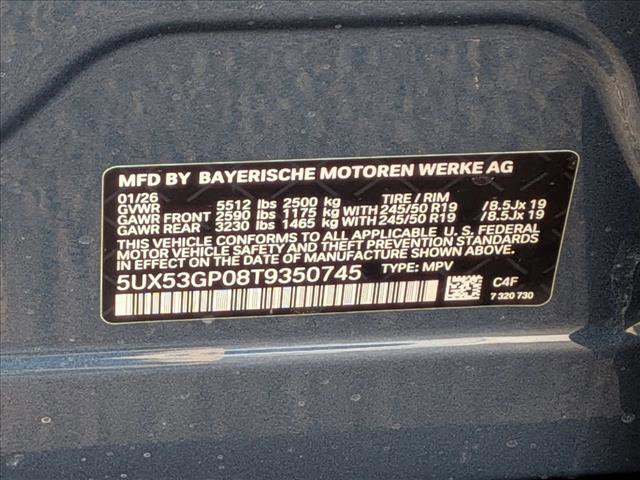 MFD BY BAYERISCHE MOTOREN WERKE AG
01/26 TIRE / RIM
GVWR 5512 lbs 2500 kg
GAWR FRONT 2590 lbs 1175 kg WITH 245/50 R19 /8.5Jx 19
GAWR REAR 3230 lbs 1465 kg WITH 245/50 R19 /8.5Jx 19
THIS VEHICLE CONFORMS TO ALL APPLICABLE U. S. FEDERAL
MOTOR VEHICLE SAFETY AND THEFT PREVENTION STANDARDS
IN EFFECT ON THE DATE OF MANUFACTURE SHOWN ABOVE.
5UX53GP08T9350745 TYPE: MPV
C4F
7 320 730